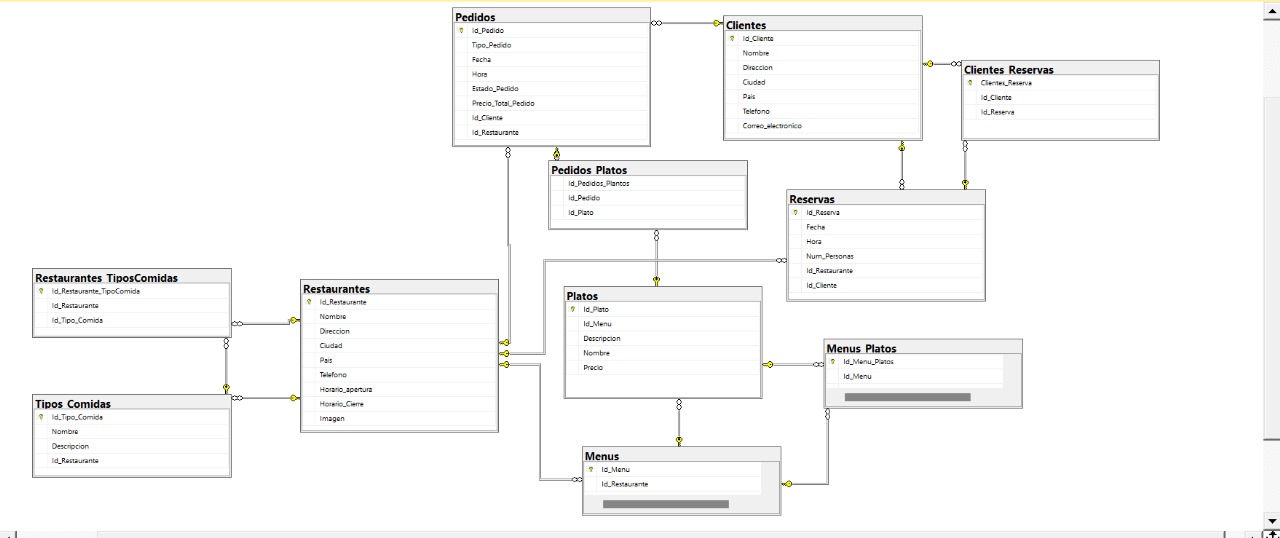 Pedidos
Id_Pedido
Tipo_Pedido
Fecha
Hora
Estado_Pedido
Precio_Total_Pedido
Id_Cliente
Id_Restaurante
Clientes
Id_Cliente
Nombre
Direccion
Ciudad
Pais
Telefono
Correo_electronico
Clientes_Reservas
Clientes_Reserva
Id_Cliente
Id_Reserva
Pedidos_Platos
Id_Pedidos_Plantos
Id_Pedido
Id_Plato
Reservas
Id_Reserva
Fecha
Hora
Num_Personas
Id_Restaurante
Id_Cliente
Restaurantes_TiposComidas
Id_Restaurante_TipoComida
Id_Restaurante
Id_Tipo_Comida
Restaurantes
Id_Restaurante
Nombre
Direccion
Ciudad
Pais
Telefono
Horario_apertura
Horario_Cierre
Imagen
Platos
Id_Plato
Id_Menu
Descripcion
Nombre
Precio
Menus_Platos
Id_Menu_Platos
Id_Menu
Tipos_Comidas
Id_Tipo_Comida
Nombre
Descripcion
Id_Restaurante
Menus
Id_Menu
Id_Restaurante